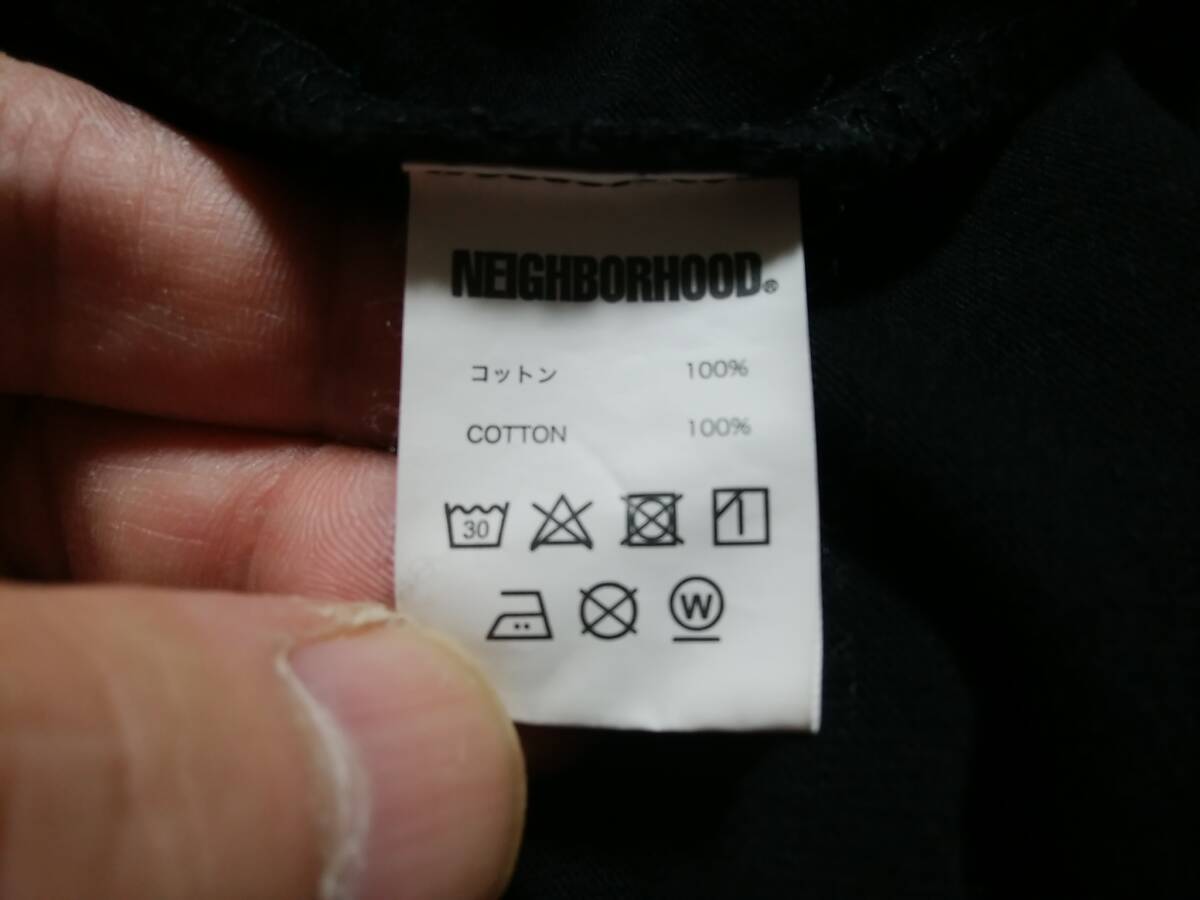 NEIGHBORHOOD®
コットン 100%
COTTON 100%
30
W